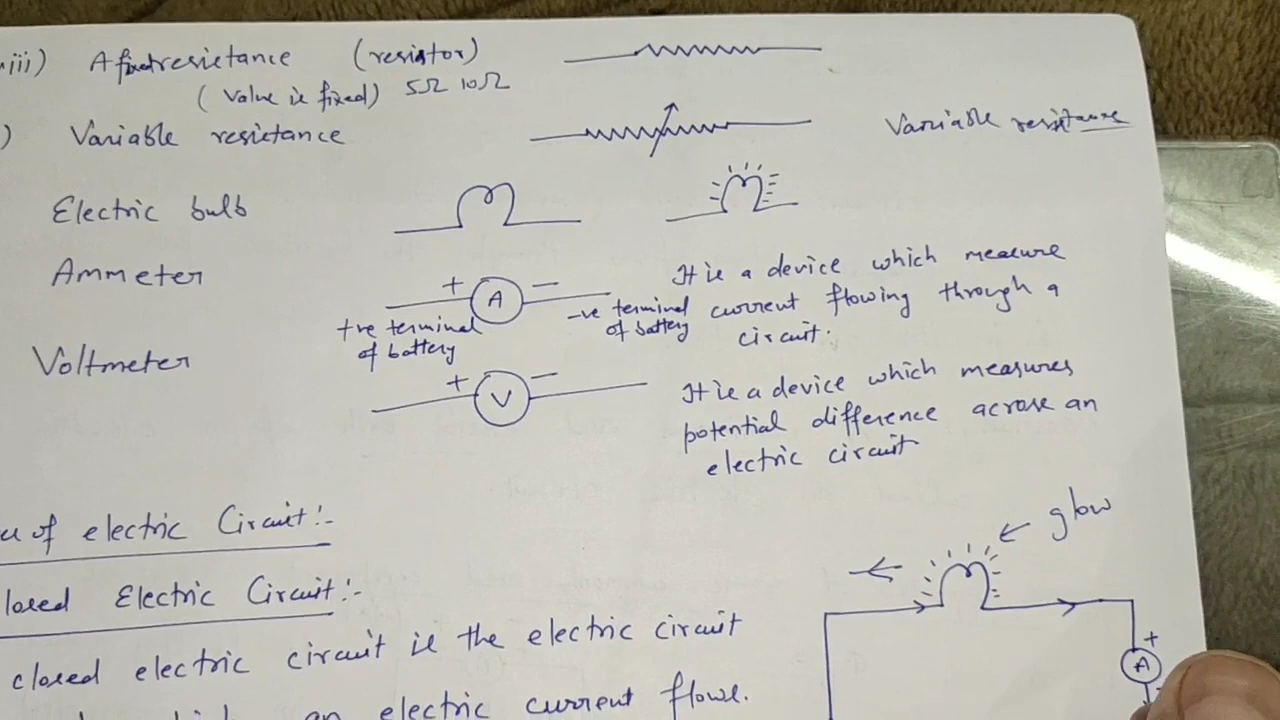 iii) A fixed resistance (resistor)
( Value is fixed) 5Ω 10Ω
) Variable resistance Variable resistance
Electric bulb
Ammeter
+ A −
+ve terminal of battery
-ve terminal of battery
It is a device which measure
current flowing through a
circuit.
Voltmeter
+ V −
It is a device which measures
potential difference across an
electric circuit
of electric Circuit:-
losed Electric Circuit:-
closed electric circuit is the electric circuit
an electric current flows.
← glow
+
A